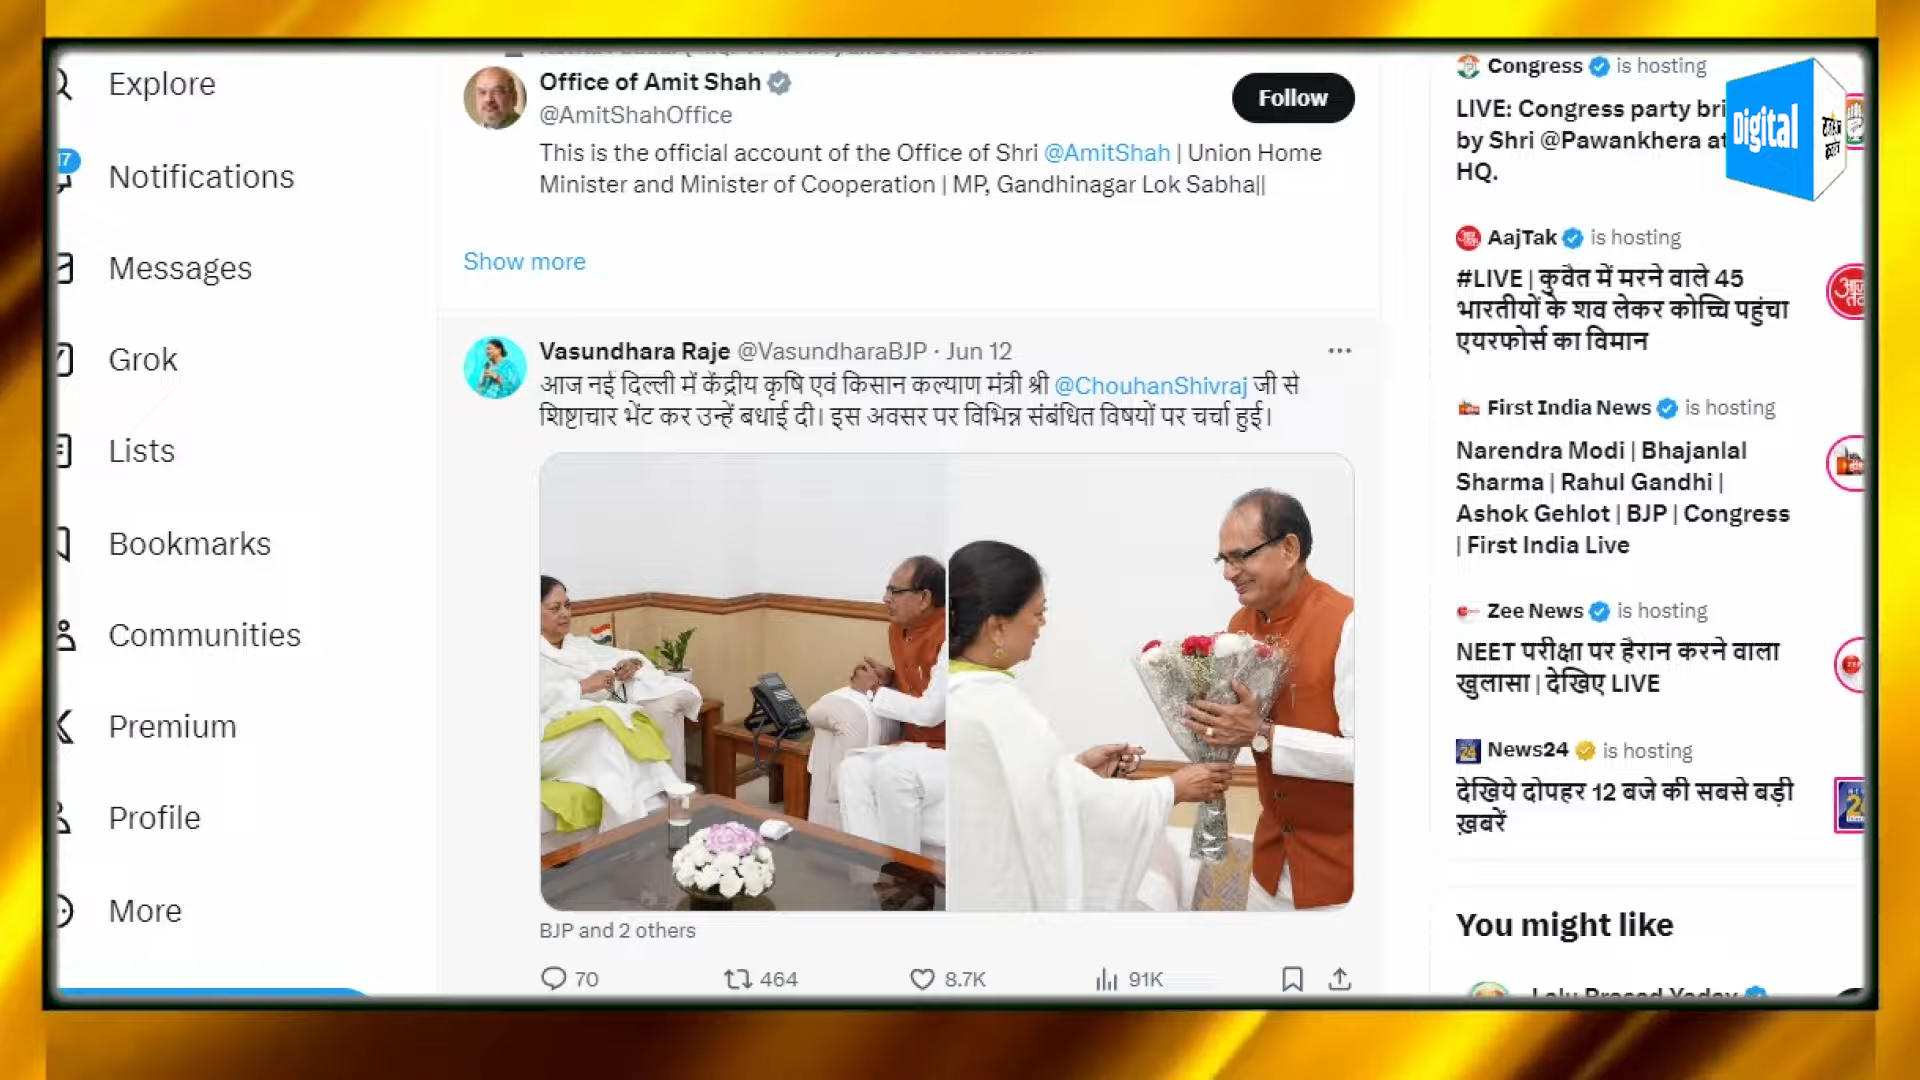 Explore
17
Notifications
Messages
Grok
Lists
Bookmarks
Communities
Premium
Profile
More
Office of Amit Shah
@AmitShahOffice
Follow
This is the official account of the Office of Shri @AmitShah | Union Home
Minister and Minister of Cooperation | MP, Gandhinagar Lok Sabha||
Show more
Vasundhara Raje @VasundharaBJP · Jun 12
आज नई दिल्ली में केंद्रीय कृषि एवं किसान कल्याण मंत्री श्री @ChouhanShivraj जी से
शिष्टाचार भेंट कर उन्हें बधाई दी। इस अवसर पर विभिन्न संबंधित विषयों पर चर्चा हुई।
BJP and 2 others
70 464 8.7K 91K
Congress is hosting
LIVE: Congress party bri
by Shri @Pawankhera at
HQ.
Digital
AajTak is hosting
#LIVE | कुवैत में मरने वाले 45
भारतीयों के शव लेकर कोच्चि पहुंचा
एयरफोर्स का विमान
First India News is hosting
Narendra Modi | Bhajanlal
Sharma | Rahul Gandhi |
Ashok Gehlot | BJP | Congress
| First India Live
Zee News is hosting
NEET परीक्षा पर हैरान करने वाला
खुलासा | देखिए LIVE
News24 is hosting
देखिये दोपहर 12 बजे की सबसे बड़ी
ख़बरें
You might like
Lalu Prasad Yadav